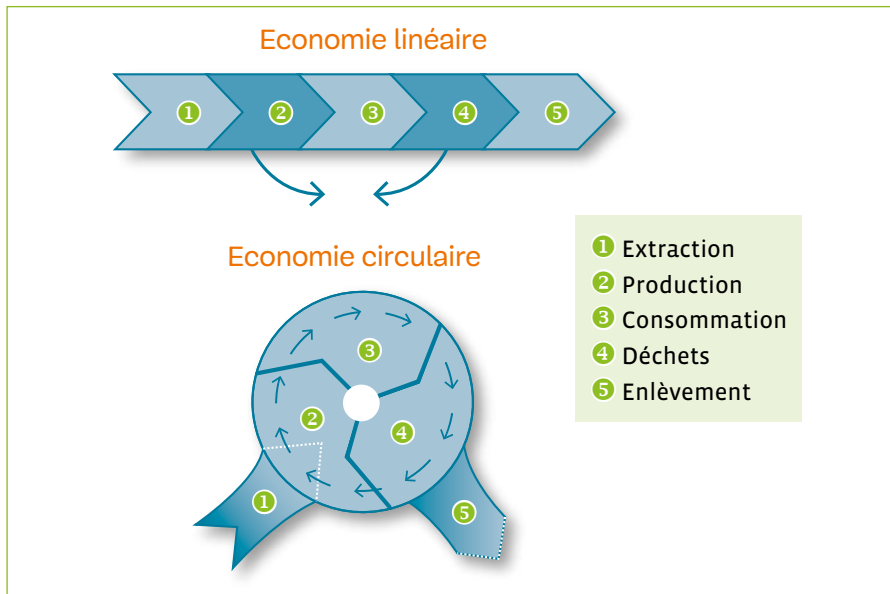 Economie linéaire
1 2 3 4 5
Economie circulaire
3
2
4
1
5
1 Extraction
2 Production
3 Consommation
4 Déchets
5 Enlèvement